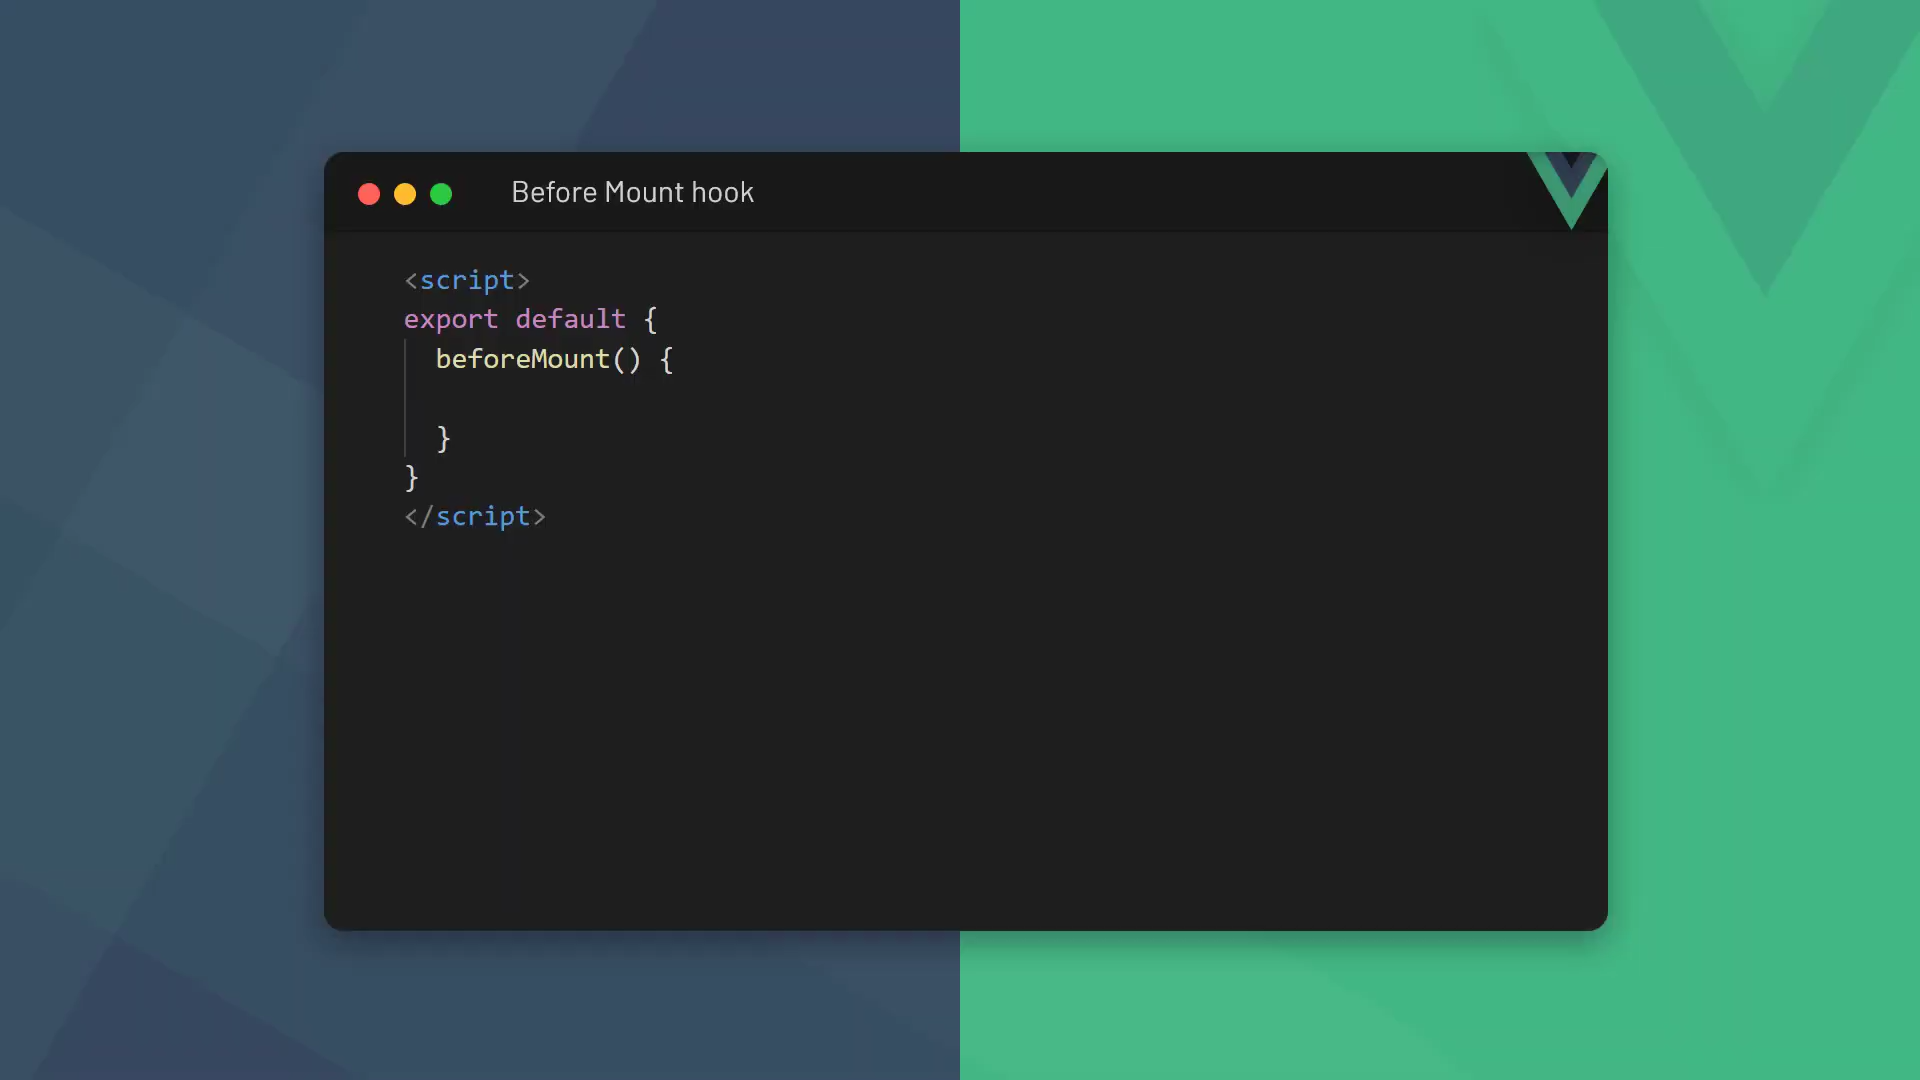 Before Mount hook
<script>
export default {
  beforeMount() {

  }
}
</script>